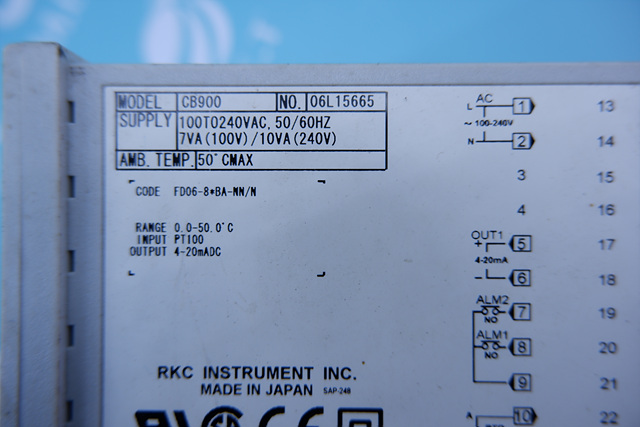 MODEL CB900 NO. 06L15665
SUPPLY 100TO240VAC, 50/60HZ
7VA(100V)/10VA(240V)
AMB. TEMP. 50°CMAX
CODE FD06-8*BA-NN/N
RANGE 0.0-50.0°C
INPUT PT100
OUTPUT 4-20mADC
RKC INSTRUMENT INC.
MADE IN JAPAN SAP-248
AC
L 1 13
~ 100-240V
N 2 14
3 15
4 16
OUT1
+ 5 17
4-20mA
- 6 18
ALM2
7 19
NO
ALM1
8 20
NO
9 21
A 10 22